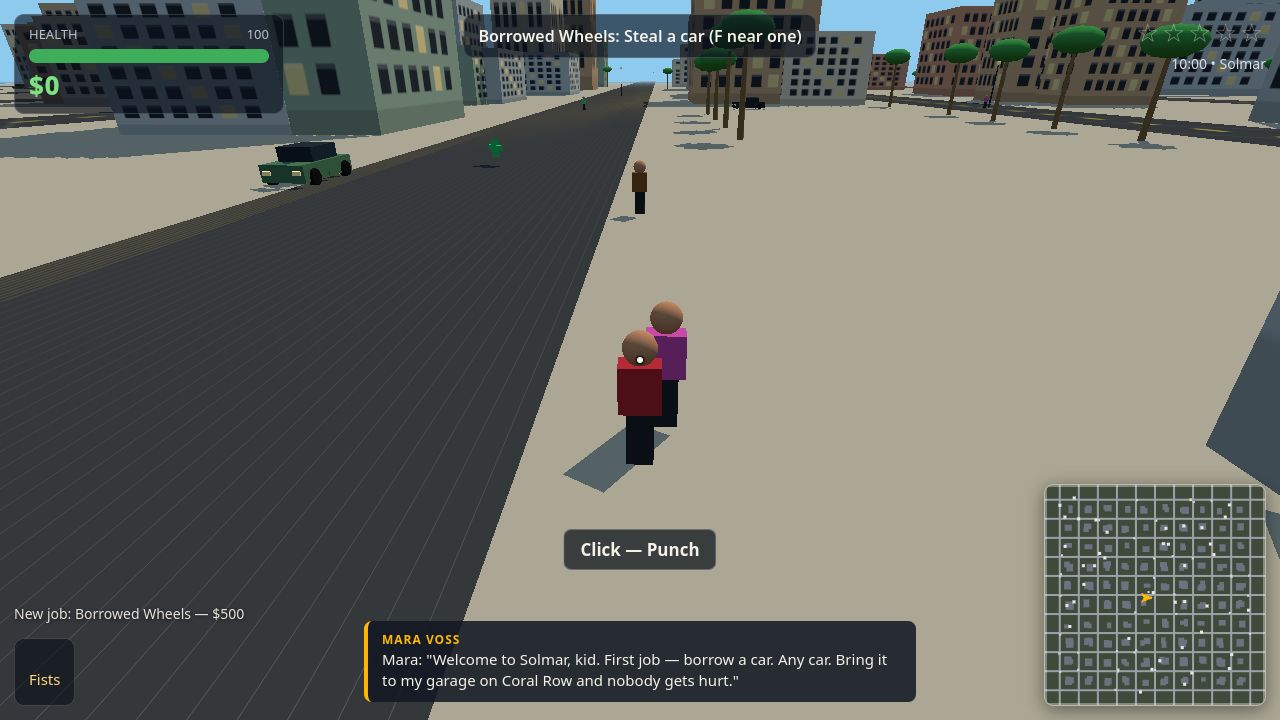 HEALTH 100
$0
Borrowed Wheels: Steal a car (F near one)
10:00 • Solmar
Click — Punch
New job: Borrowed Wheels — $500
Fists
MARA VOSS
Mara: "Welcome to Solmar, kid. First job — borrow a car. Any car. Bring it
to my garage on Coral Row and nobody gets hurt."